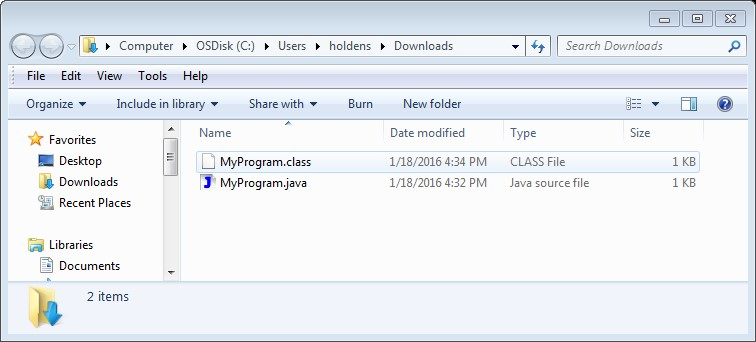 Computer ▸ OSDisk (C:) ▸ Users ▸ holdens ▸ Downloads
Search Downloads
File Edit View Tools Help
Organize Include in library Share with Burn New folder
Favorites
Desktop
Downloads
Recent Places
Libraries
Documents
Name Date modified Type Size
MyProgram.class 1/18/2016 4:34 PM CLASS File 1 KB
MyProgram.java 1/18/2016 4:32 PM Java source file 1 KB
2 items